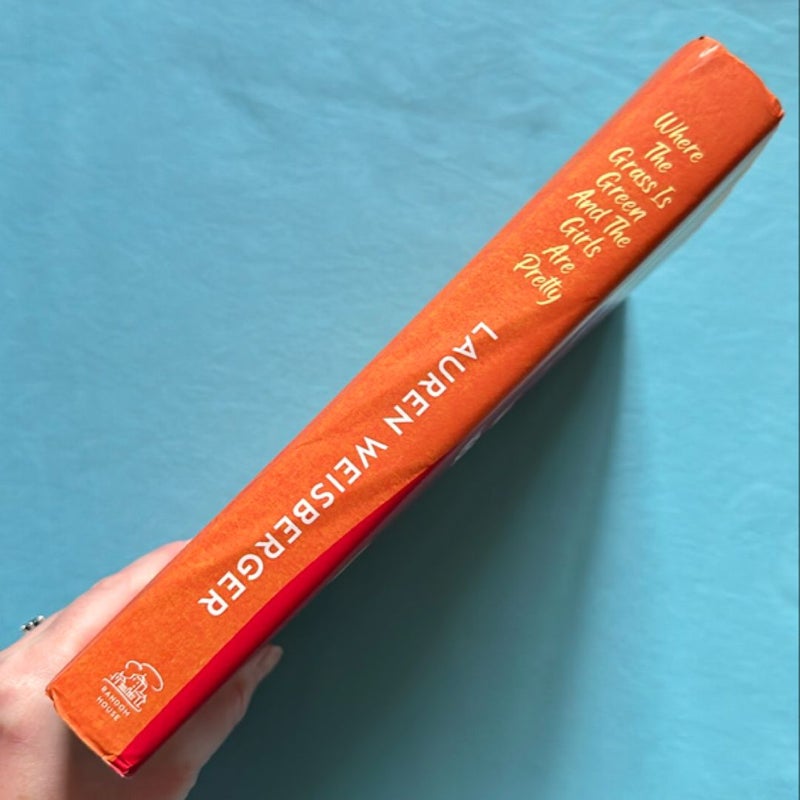 Where
The
Grass Is
Green
And The
Girls
Are
Pretty
LAUREN WEISBERGER
RANDOM
HOUSE